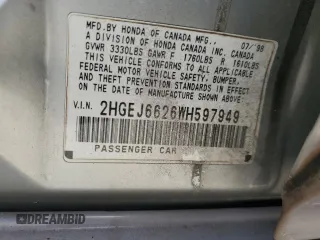 MFD.BY HONDA OF CANADA MFG., 07/98
A DIVISION OF HONDA CANADA INC. CANADA
GVWR 3330LBS GAWR F 1760LBS R 1610LBS
THIS VEHICLE CONFORMS TO ALL APPLICABLE
FEDERAL MOTOR VEHICLE SAFETY, BUMPER,
AND THEFT PREVENTION STANDARDS IN EFFECT
ON THE DATE OF MANUFACTURE SHOWN ABOVE.
V.I.N. 2HGEJ6626WH597949
PASSENGER CAR
DREAMBID